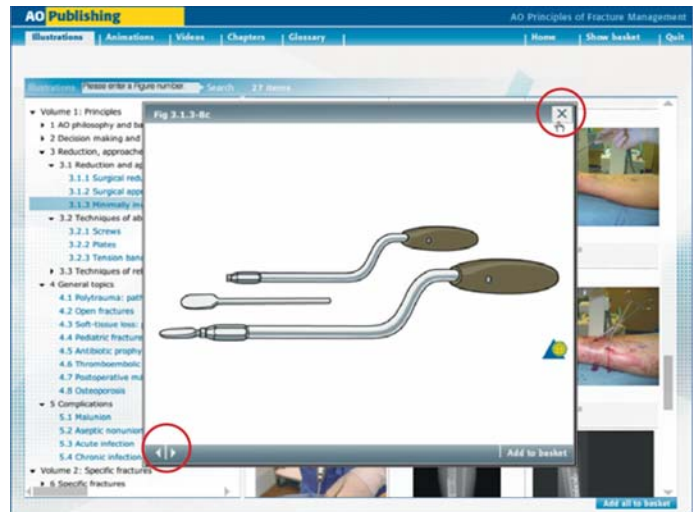 AO Publishing
AO Principles of Fracture Management
Illustrations | Animations | Videos | Chapters | Glossary |
| Home | Show basket | Quit
Illustrations Please enter a Figure number. Search 27 items
Volume 1: Principles
1 AO philosophy and ba
2 Decision making and
3 Reduction, approache
3.1 Reduction and ap
3.1.1 Surgical redu
3.1.2 Surgical appr
3.1.3 Minimally in
3.2 Techniques of ab
3.2.1 Screws
3.2.2 Plates
3.2.3 Tension ban
3.3 Techniques of rel
4 General topics
4.1 Polytrauma: path
4.2 Open fractures
4.3 Soft-tissue loss:
4.4 Pediatric fracture
4.5 Antibiotic prophy
4.6 Thromboembolic
4.7 Postoperative ma
4.8 Osteoporosis
5 Complications
5.1 Malunion
5.2 Aseptic nonunion
5.3 Acute infection
5.4 Chronic infection
Volume 2: Specific fractures
6 Specific fractures
Fig 3.1.3-8c
Add to basket
Add all to basket